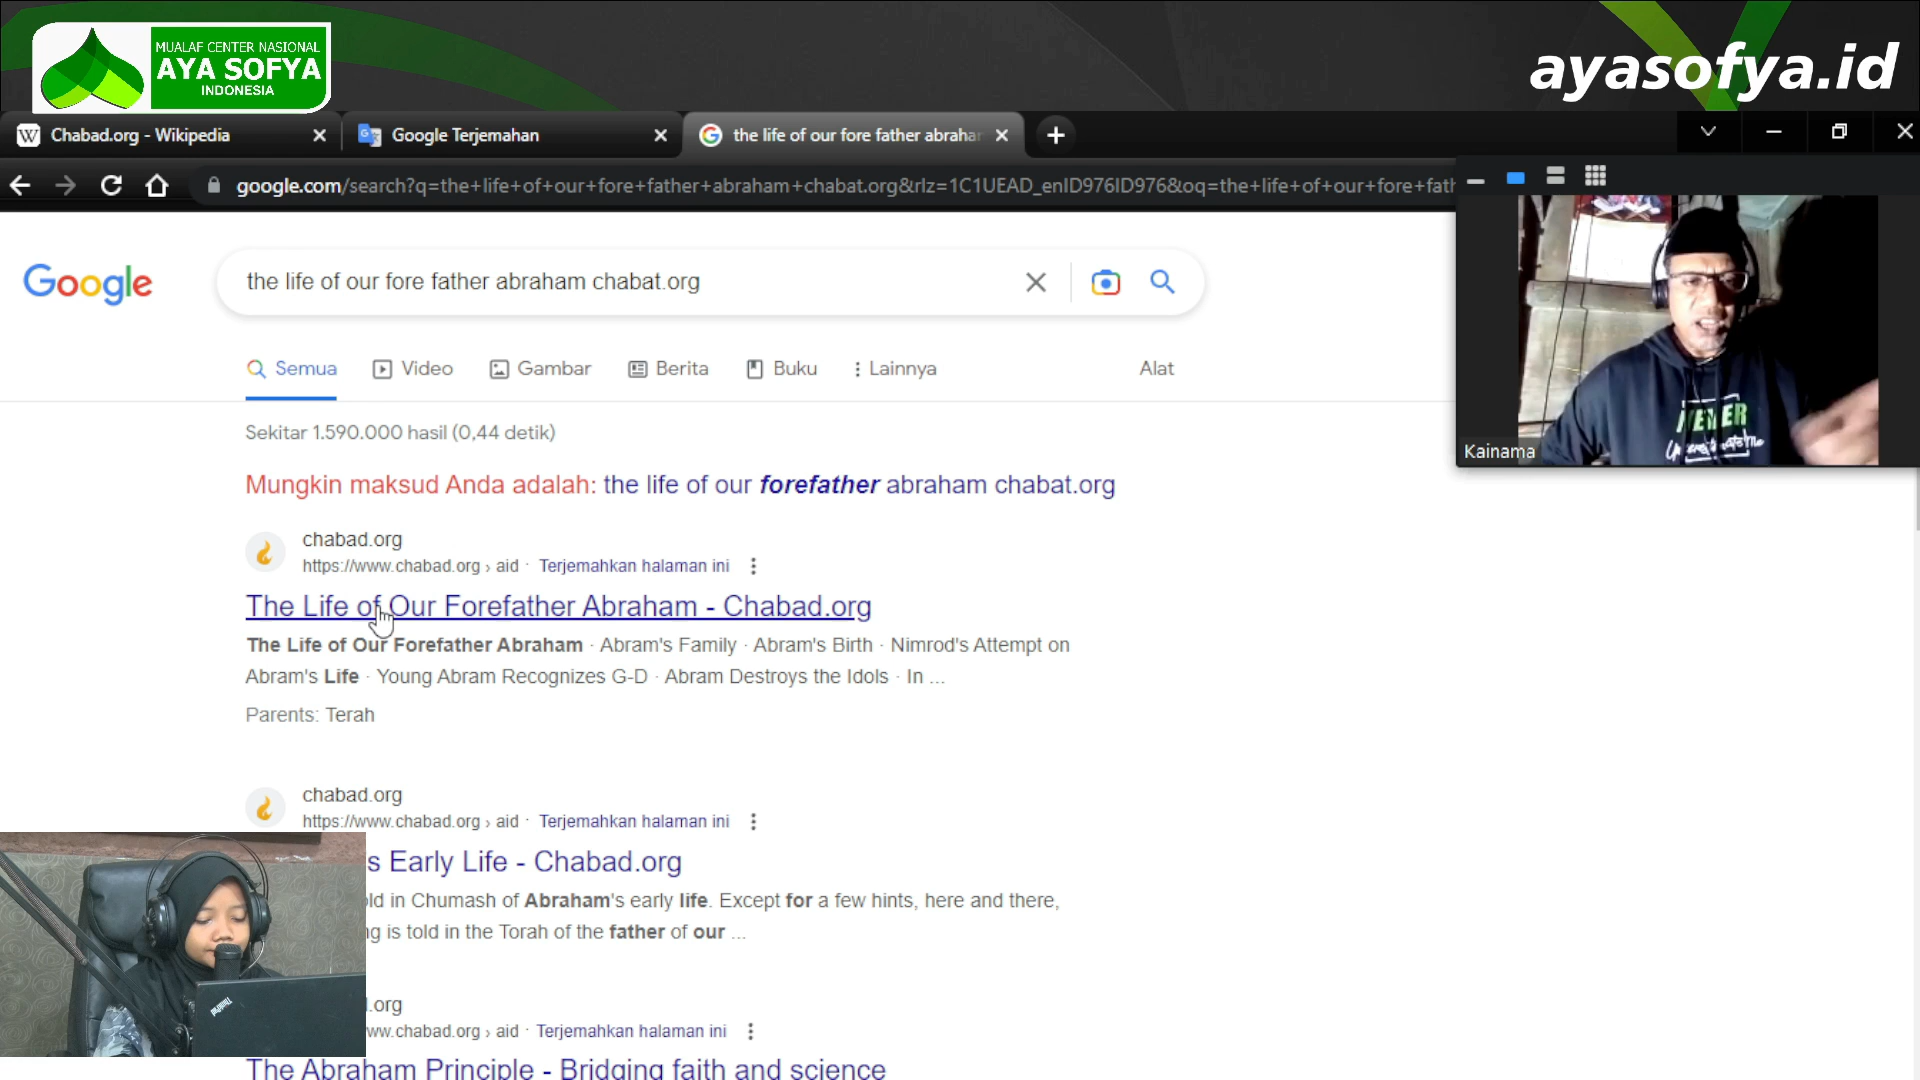 MUALAF CENTER NASIONAL
AYA SOFYA
INDONESIA
ayasofya.id
Chabad.org - Wikipedia
Google Terjemahan
the life of our fore father abrahar
google.com/search?q=the+life+of+our+fore+father+abraham+chabat.org&rlz=1C1UEAD_enID976ID976&oq=the+life+of+our+fore+fath
Google
the life of our fore father abraham chabat.org
Semua
Video
Gambar
Berita
Buku
Lainnya
Alat
Kainama
Sekitar 1.590.000 hasil (0,44 detik)
Mungkin maksud Anda adalah: the life of our forefather abraham chabat.org
chabad.org
https://www.chabad.org › aid · Terjemahkan halaman ini
The Life of Our Forefather Abraham - Chabad.org
The Life of Our Forefather Abraham · Abram's Family · Abram's Birth · Nimrod's Attempt on
Abram's Life · Young Abram Recognizes G-D · Abram Destroys the Idols · In ...
Parents: Terah
chabad.org
https://www.chabad.org › aid · Terjemahkan halaman ini
s Early Life - Chabad.org
ld in Chumash of Abraham's early life. Except for a few hints, here and there,
g is told in the Torah of the father of our ...
.org
ww.chabad.org › aid · Terjemahkan halaman ini
The Abraham Principle - Bridging faith and science